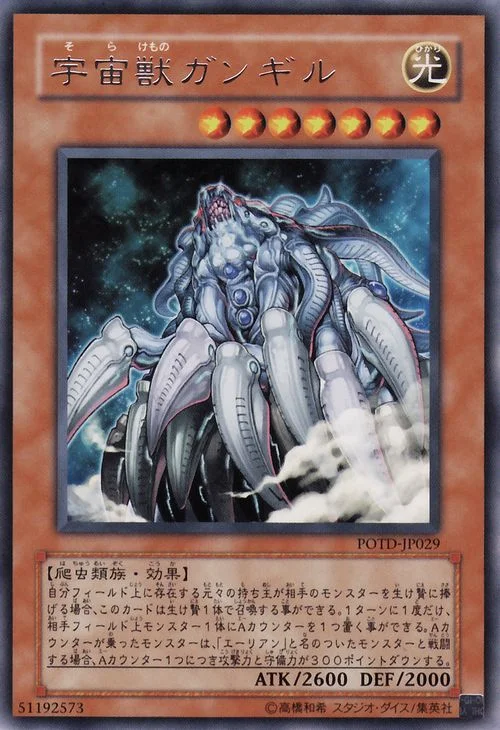 宇宙獣ガンギル
光
POTD-JP029
【爬虫類族・効果】
自分フィールド上に存在する元々の持ち主が相手のモンスターを生け贄に捧
げる場合、このカードは生け贄1体で召喚する事ができる。1ターンに1度だけ、
相手フィールド上モンスター1体にAカウンターを1つ置く事ができる。Aカ
ウンターが乗ったモンスターは、「エーリアン」と名のついたモンスターと戦闘
する場合、Aカウンター1つにつき攻撃力と守備力が300ポイントダウンする。
ATK/2600 DEF/2000
51192573
©高橋和希 スタジオ・ダイス/集英社